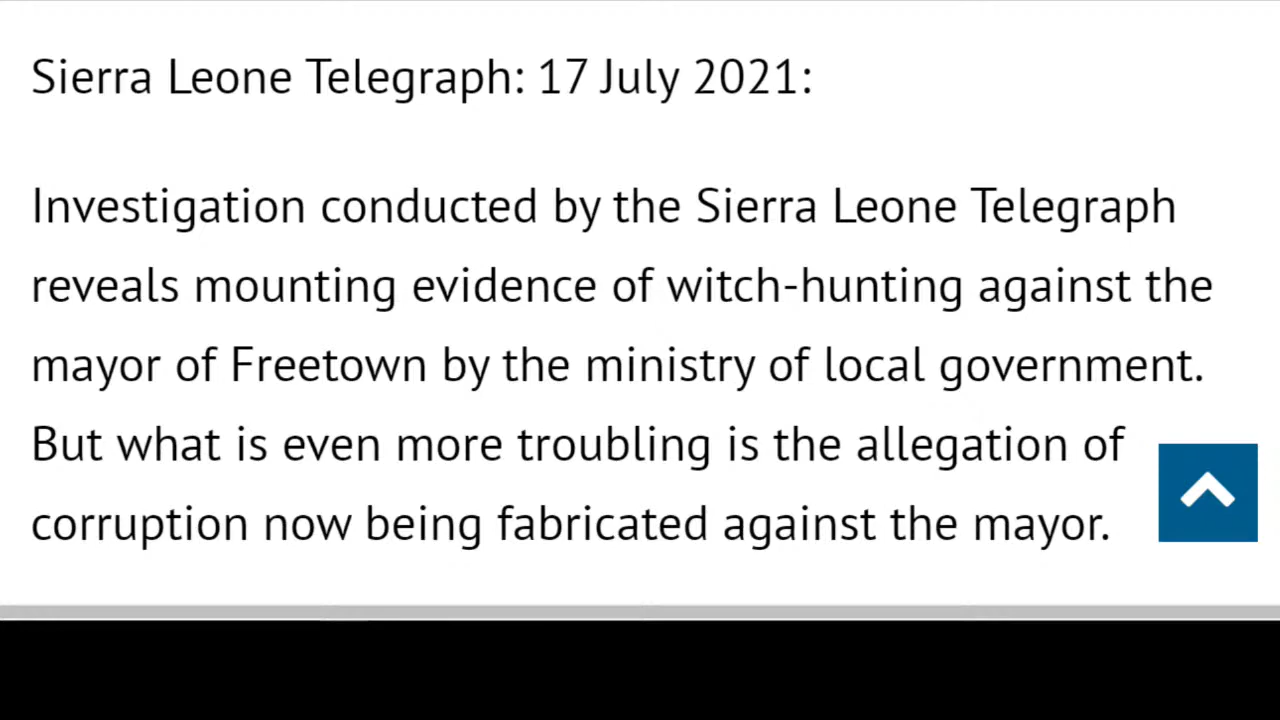 Sierra Leone Telegraph: 17 July 2021:
Investigation conducted by the Sierra Leone Telegraph
reveals mounting evidence of witch-hunting against the
mayor of Freetown by the ministry of local government.
But what is even more troubling is the allegation of
corruption now being fabricated against the mayor.